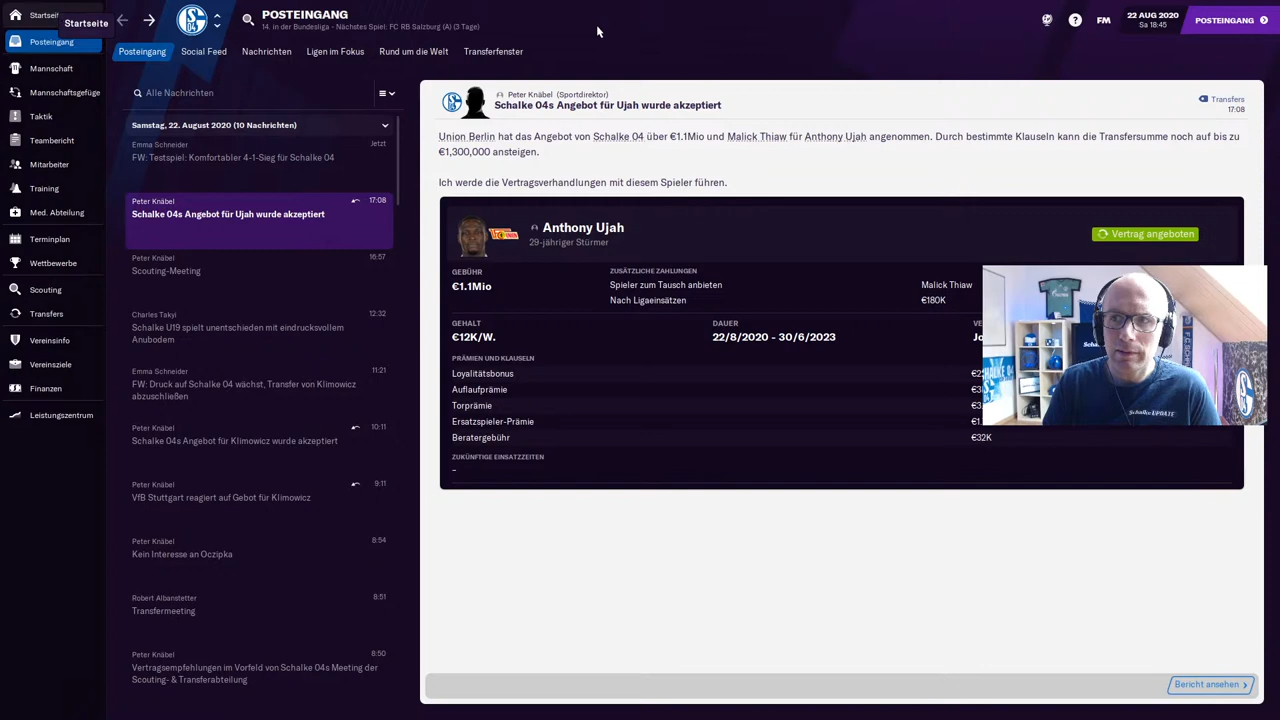 Startseite
Startseite
POSTEINGANG
14. in der Bundesliga - Nächstes Spiel: FC RB Salzburg (A) (3 Tage)
FM
22 AUG 2020
Sa 18:45
POSTEINGANG
Posteingang
Social Feed
Nachrichten
Ligen im Fokus
Rund um die Welt
Transferfenster
Posteingang
Mannschaft
Mannschaftsgefüge
Taktik
Teambericht
Mitarbeiter
Training
Med. Abteilung
Terminplan
Wettbewerbe
Scouting
Transfers
Vereinsinfo
Vereinsziele
Finanzen
Leistungszentrum
Alle Nachrichten
Samstag, 22. August 2020 (10 Nachrichten)
Emma Schneider
Jetzt
FW: Testspiel: Komfortabler 4-1-Sieg für Schalke 04
Peter Knäbel
17:08
Schalke 04s Angebot für Ujah wurde akzeptiert
Peter Knäbel
16:57
Scouting-Meeting
Charles Takyi
12:32
Schalke U19 spielt unentschieden mit eindrucksvollem
Anubodem
Emma Schneider
11:21
FW: Druck auf Schalke 04 wächst, Transfer von Klimowicz
abzuschließen
Peter Knäbel
10:11
Schalke 04s Angebot für Klimowicz wurde akzeptiert
Peter Knäbel
9:11
VfB Stuttgart reagiert auf Gebot für Klimowicz
Peter Knäbel
8:54
Kein Interesse an Oczipka
Robert Albanstetter
8:51
Transfermeeting
Peter Knäbel
8:50
Vertragsempfehlungen im Vorfeld von Schalke 04s Meeting der
Scouting- & Transferabteilung
Peter Knäbel (Sportdirektor)
Schalke 04s Angebot für Ujah wurde akzeptiert
Transfers
17:08
Union Berlin hat das Angebot von Schalke 04 über €1.1Mio und Malick Thiaw für Anthony Ujah angenommen. Durch bestimmte Klauseln kann die Transfersumme noch auf bis zu
€1,300,000 ansteigen.
Ich werde die Vertragsverhandlungen mit diesem Spieler führen.
Anthony Ujah
29-jähriger Stürmer
Vertrag angeboten
GEBÜHR
€1.1Mio
ZUSÄTZLICHE ZAHLUNGEN
Spieler zum Tausch anbieten
Malick Thiaw
Nach Ligaeinsätzen
€180K
GEHALT
€12K/W.
DAUER
22/8/2020 - 30/6/2023
PRÄMIEN UND KLAUSELN
Loyalitätsbonus
Auflaufprämie
Torprämie
Ersatzspieler-Prämie
Beratergebühr
€32K
ZUKÜNFTIGE EINSATZZEITEN
-
Schalke UPDATE
Bericht ansehen